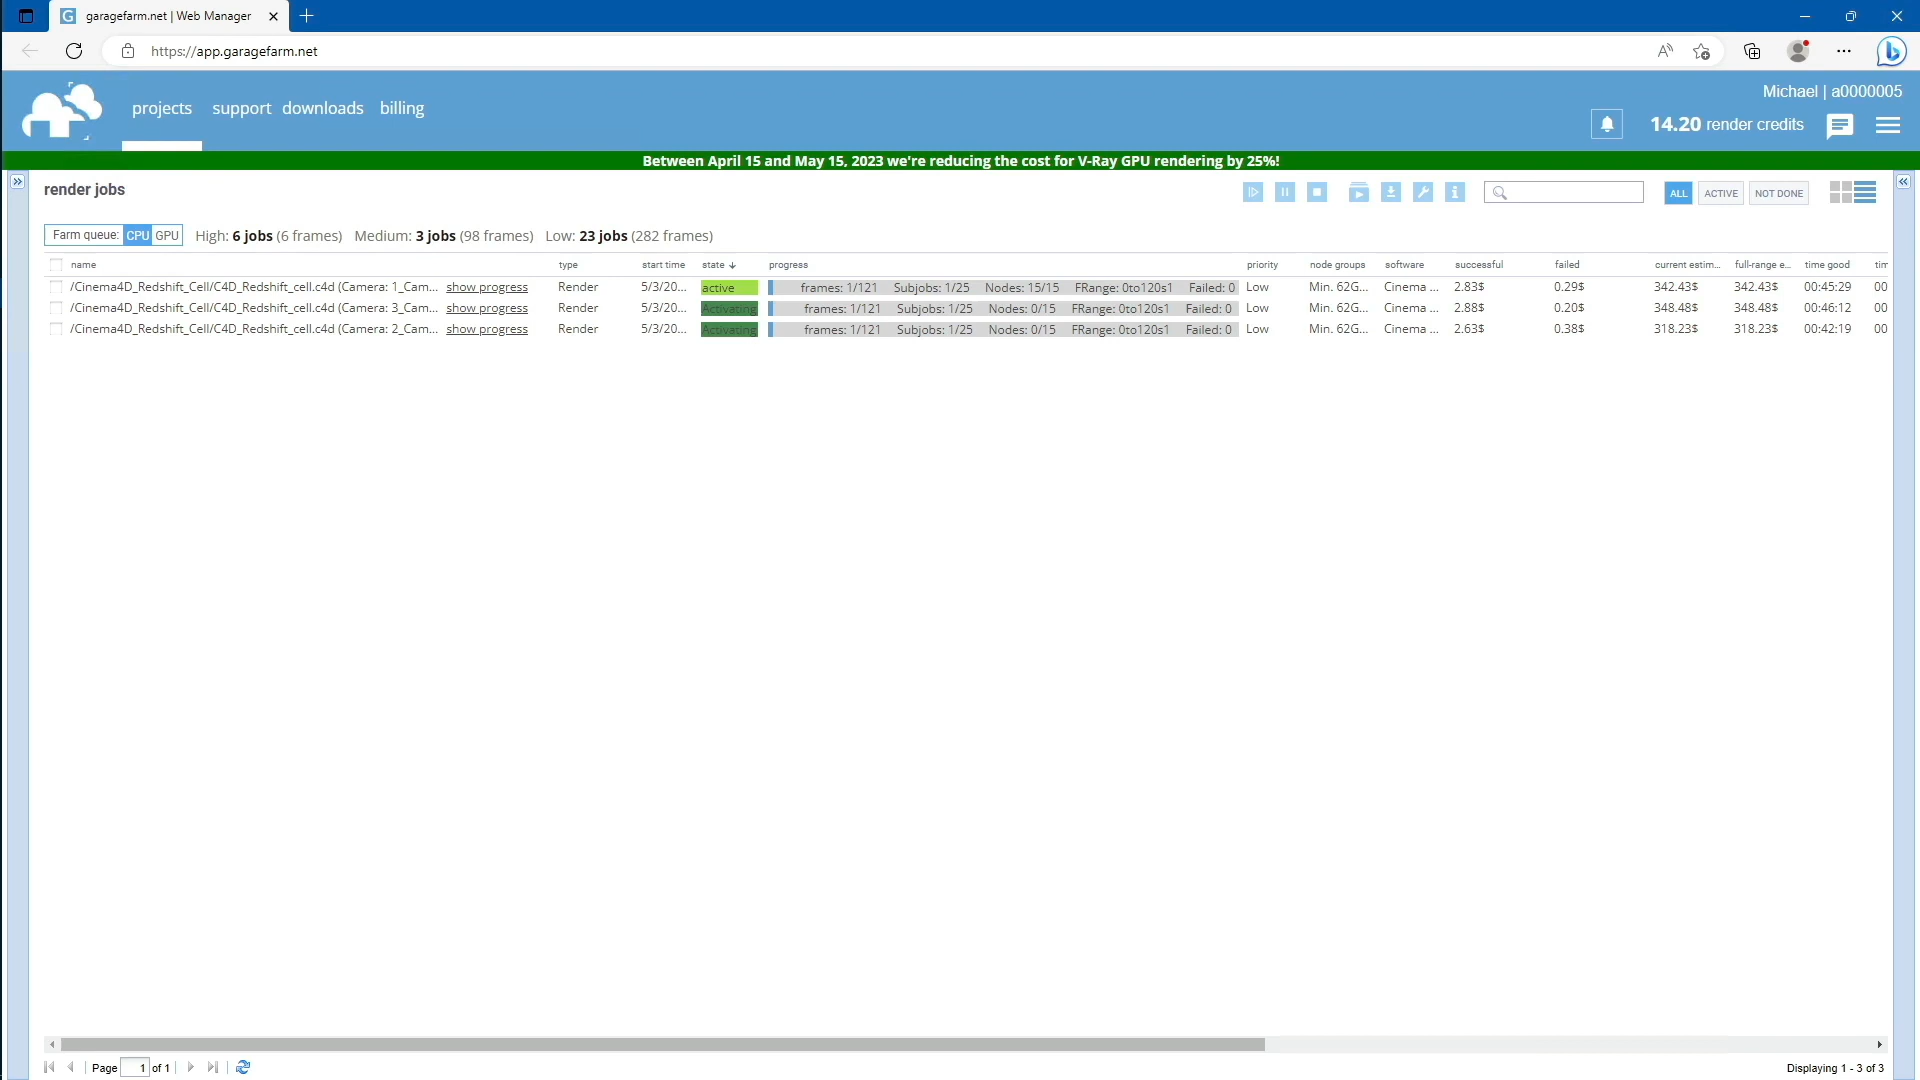 garagefarm.net | Web Manager
https://app.garagefarm.net
projects support downloads billing
Michael | a0000005
14.20 render credits
Between April 15 and May 15, 2023 we're reducing the cost for V-Ray GPU rendering by 25%!
render jobs
ALL ACTIVE NOT DONE
Farm queue: CPU GPU High: 6 jobs (6 frames) Medium: 3 jobs (98 frames) Low: 23 jobs (282 frames)
name type start time state progress priority node groups software successful failed current estim... full-range e... time good tim
/Cinema4D_Redshift_Cell/C4D_Redshift_cell.c4d (Camera: 1_Cam... show progress Render 5/3/20... active frames: 1/121 Subjobs: 1/25 Nodes: 15/15 FRange: 0to120s1 Failed: 0 Low Min. 62G... Cinema ... 2.83$ 0.29$ 342.43$ 342.43$ 00:45:29 00
/Cinema4D_Redshift_Cell/C4D_Redshift_cell.c4d (Camera: 3_Cam... show progress Render 5/3/20... Activating frames: 1/121 Subjobs: 1/25 Nodes: 0/15 FRange: 0to120s1 Failed: 0 Low Min. 62G... Cinema ... 2.88$ 0.20$ 348.48$ 348.48$ 00:46:12 00
/Cinema4D_Redshift_Cell/C4D_Redshift_cell.c4d (Camera: 2_Cam... show progress Render 5/3/20... Activating frames: 1/121 Subjobs: 1/25 Nodes: 0/15 FRange: 0to120s1 Failed: 0 Low Min. 62G... Cinema ... 2.63$ 0.38$ 318.23$ 318.23$ 00:42:19 00
Page 1 of 1 Displaying 1 - 3 of 3